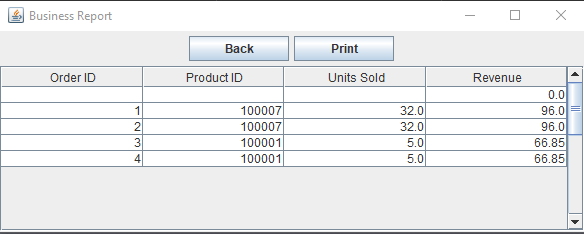 Business Report
Back Print
Order ID Product ID Units Sold Revenue
0.0
1 100007 32.0 96.0
2 100007 32.0 96.0
3 100001 5.0 66.85
4 100001 5.0 66.85